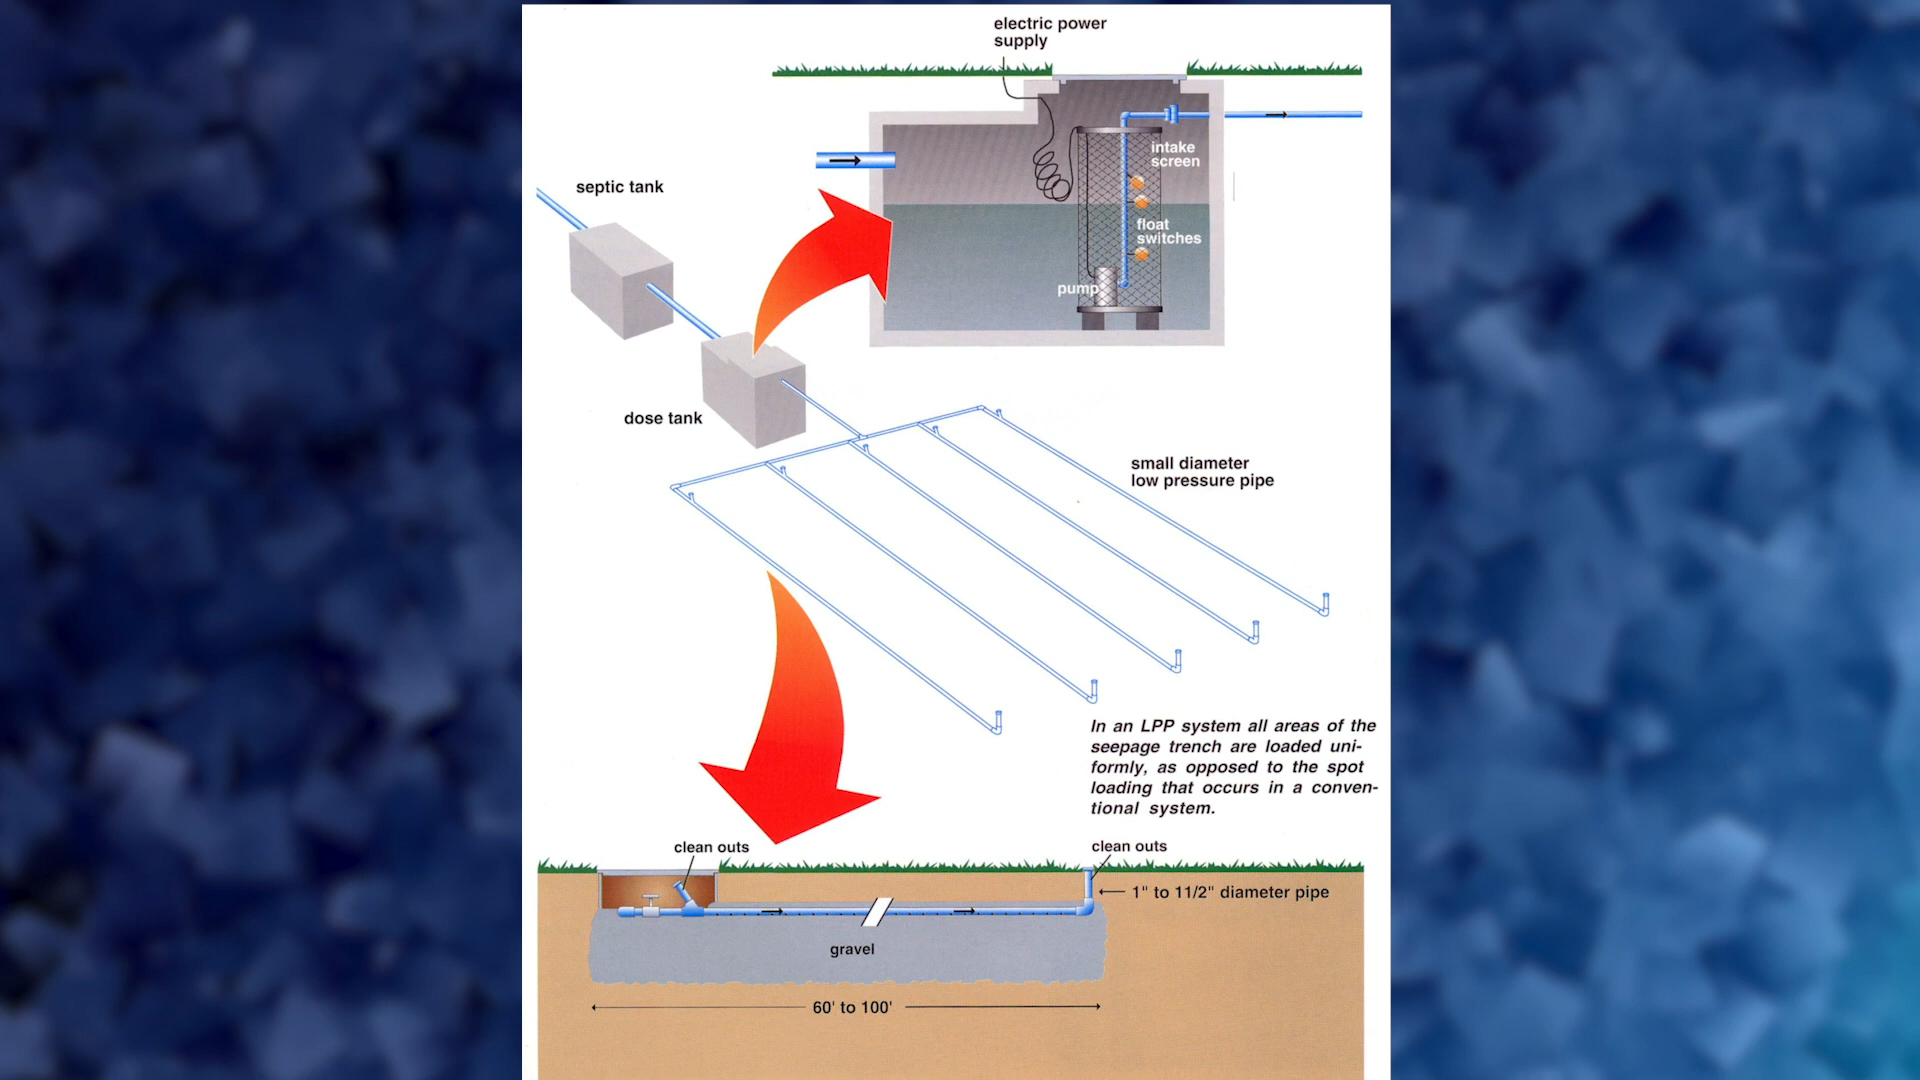 electric power
supply
intake
screen
septic tank
float
switches
pump
dose tank
small diameter
low pressure pipe
In an LPP system all areas of the
seepage trench are loaded uni-
formly, as opposed to the spot
loading that occurs in a conven-
tional system.
clean outs
clean outs
1" to 11/2" diameter pipe
gravel
60' to 100'